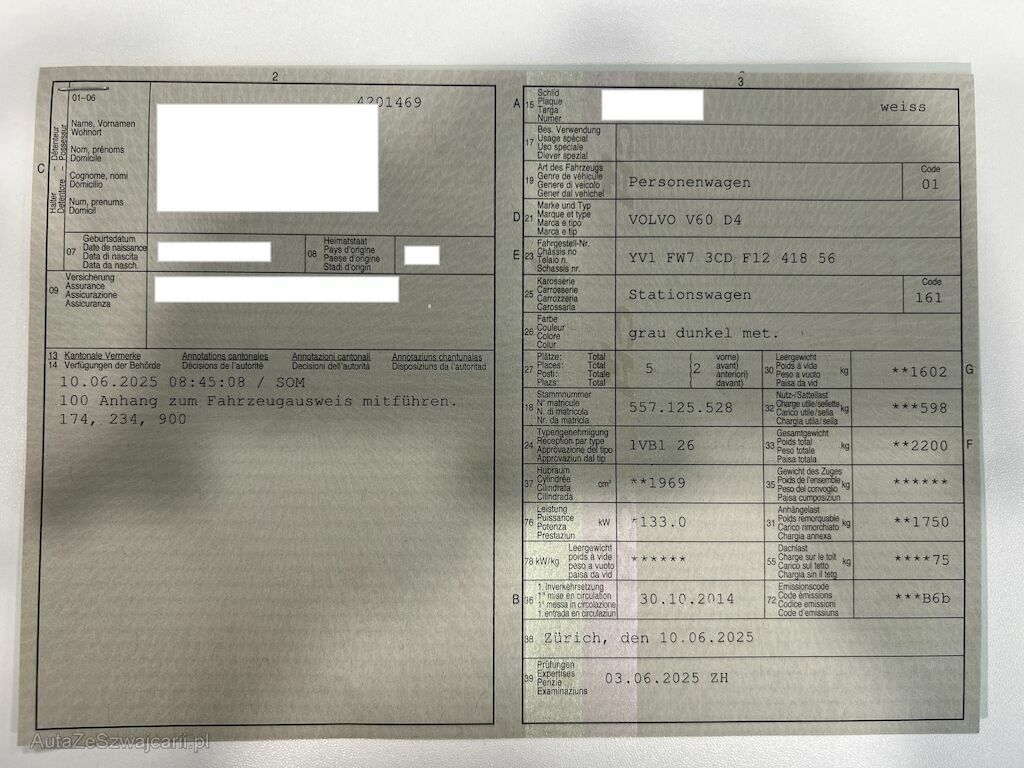 2
01–06
4201469
C
Halter – Détenteur
Detentore – Possessur
Name, Vornamen
Wohnort
Nom, prénoms
Domicile
Cognome, nomi
Domicilio
Num, prenums
Domicil
07
Geburtsdatum
Date de naissance
Data di nascita
Data da nasch.
08
Heimatstaat
Pays d'origine
Paese d'origine
Stadi d'origin
09
Versicherung
Assurance
Assicurazione
Assicuranza
13 Kantonale Vermerke Annotations cantonales Annotazioni cantonali Annotaziuns chantunalas
14 Verfügungen der Behörde Décisions de l'autorité Decisioni dell'autorità Disposiziuns da l'autoritad
10.06.2025 08:45:08 / SOM
100 Anhang zum Fahrzeugausweis mitführen.
174, 234, 900
3
A 15
Schild
Plaque
Targa
Numer
weiss
17
Bes. Verwendung
Usage spécial
Uso speciale
Diever spezial
19
Art des Fahrzeugs
Genre de véhicule
Genere di veicolo
Gener dal vehichel
Personenwagen
Code
01
D 21
Marke und Typ
Marque et type
Marca e tipo
Marca e tip
VOLVO V60 D4
E 23
Fahrgestell-Nr.
Châssis no
Telaio n.
Schassis nr.
YV1 FW7 3CD F12 418 56
25
Karosserie
Carrosserie
Carrozzeria
Carossaria
Stationswagen
Code
161
26
Farbe
Couleur
Colore
Colur
grau dunkel met.
27
Plätze: Total
Places: Total
Posti: Totale
Plazs: Total
5 (2
vorne)
avant)
anteriori)
davant)
30
Leergewicht
Poids à vide
Peso a vuoto
Paisa da vid
kg
**1602
G
18
Stammnummer
N° matricule
N. di matricola
Nr. da matricla
557.125.528
32
Nutz-/Sattellast
Charge utile/sellette
Carico utile/sella
Chargia utila/sella
kg
***598
24
Typengenehmigung
Réception par type
Approvazione del tipo
Approvaziun dal tip
1VB1 26
33
Gesamtgewicht
Poids total
Peso totale
Paisa totala
kg
**2200
F
37
Hubraum
Cylindrée
Cilindrata
Cilindrada
cm³
**1969
35
Gewicht des Zuges
Poids de l'ensemble
Peso del convoglio
Paisa cumposiziun
kg
******
76
Leistung
Puissance
Potenza
Prestaziun
kW
*133.0
31
Anhängelast
Poids remorquable
Carico rimorchiato
Chargia annexa
kg
**1750
78 kW/kg
Leergewicht
poids à vide
peso a vuoto
paisa da vid
******
55
Dachlast
Charge sur le toit
Carico sul tetto
Chargia sin il tetg
kg
****75
B 36
1. Inverkehrsetzung
1re mise en circulation
1a messa in circolazione
1. entrada en circulaziun
30.10.2014
72
Emissionscode
Code émissions
Codice emissioni
Code d'emissiuns
***B6b
38
Zürich, den 10.06.2025
39
Prüfungen
Expertises
Perizie
Examinaziuns
03.06.2025 ZH
AutaZeSzwajcarii.pl